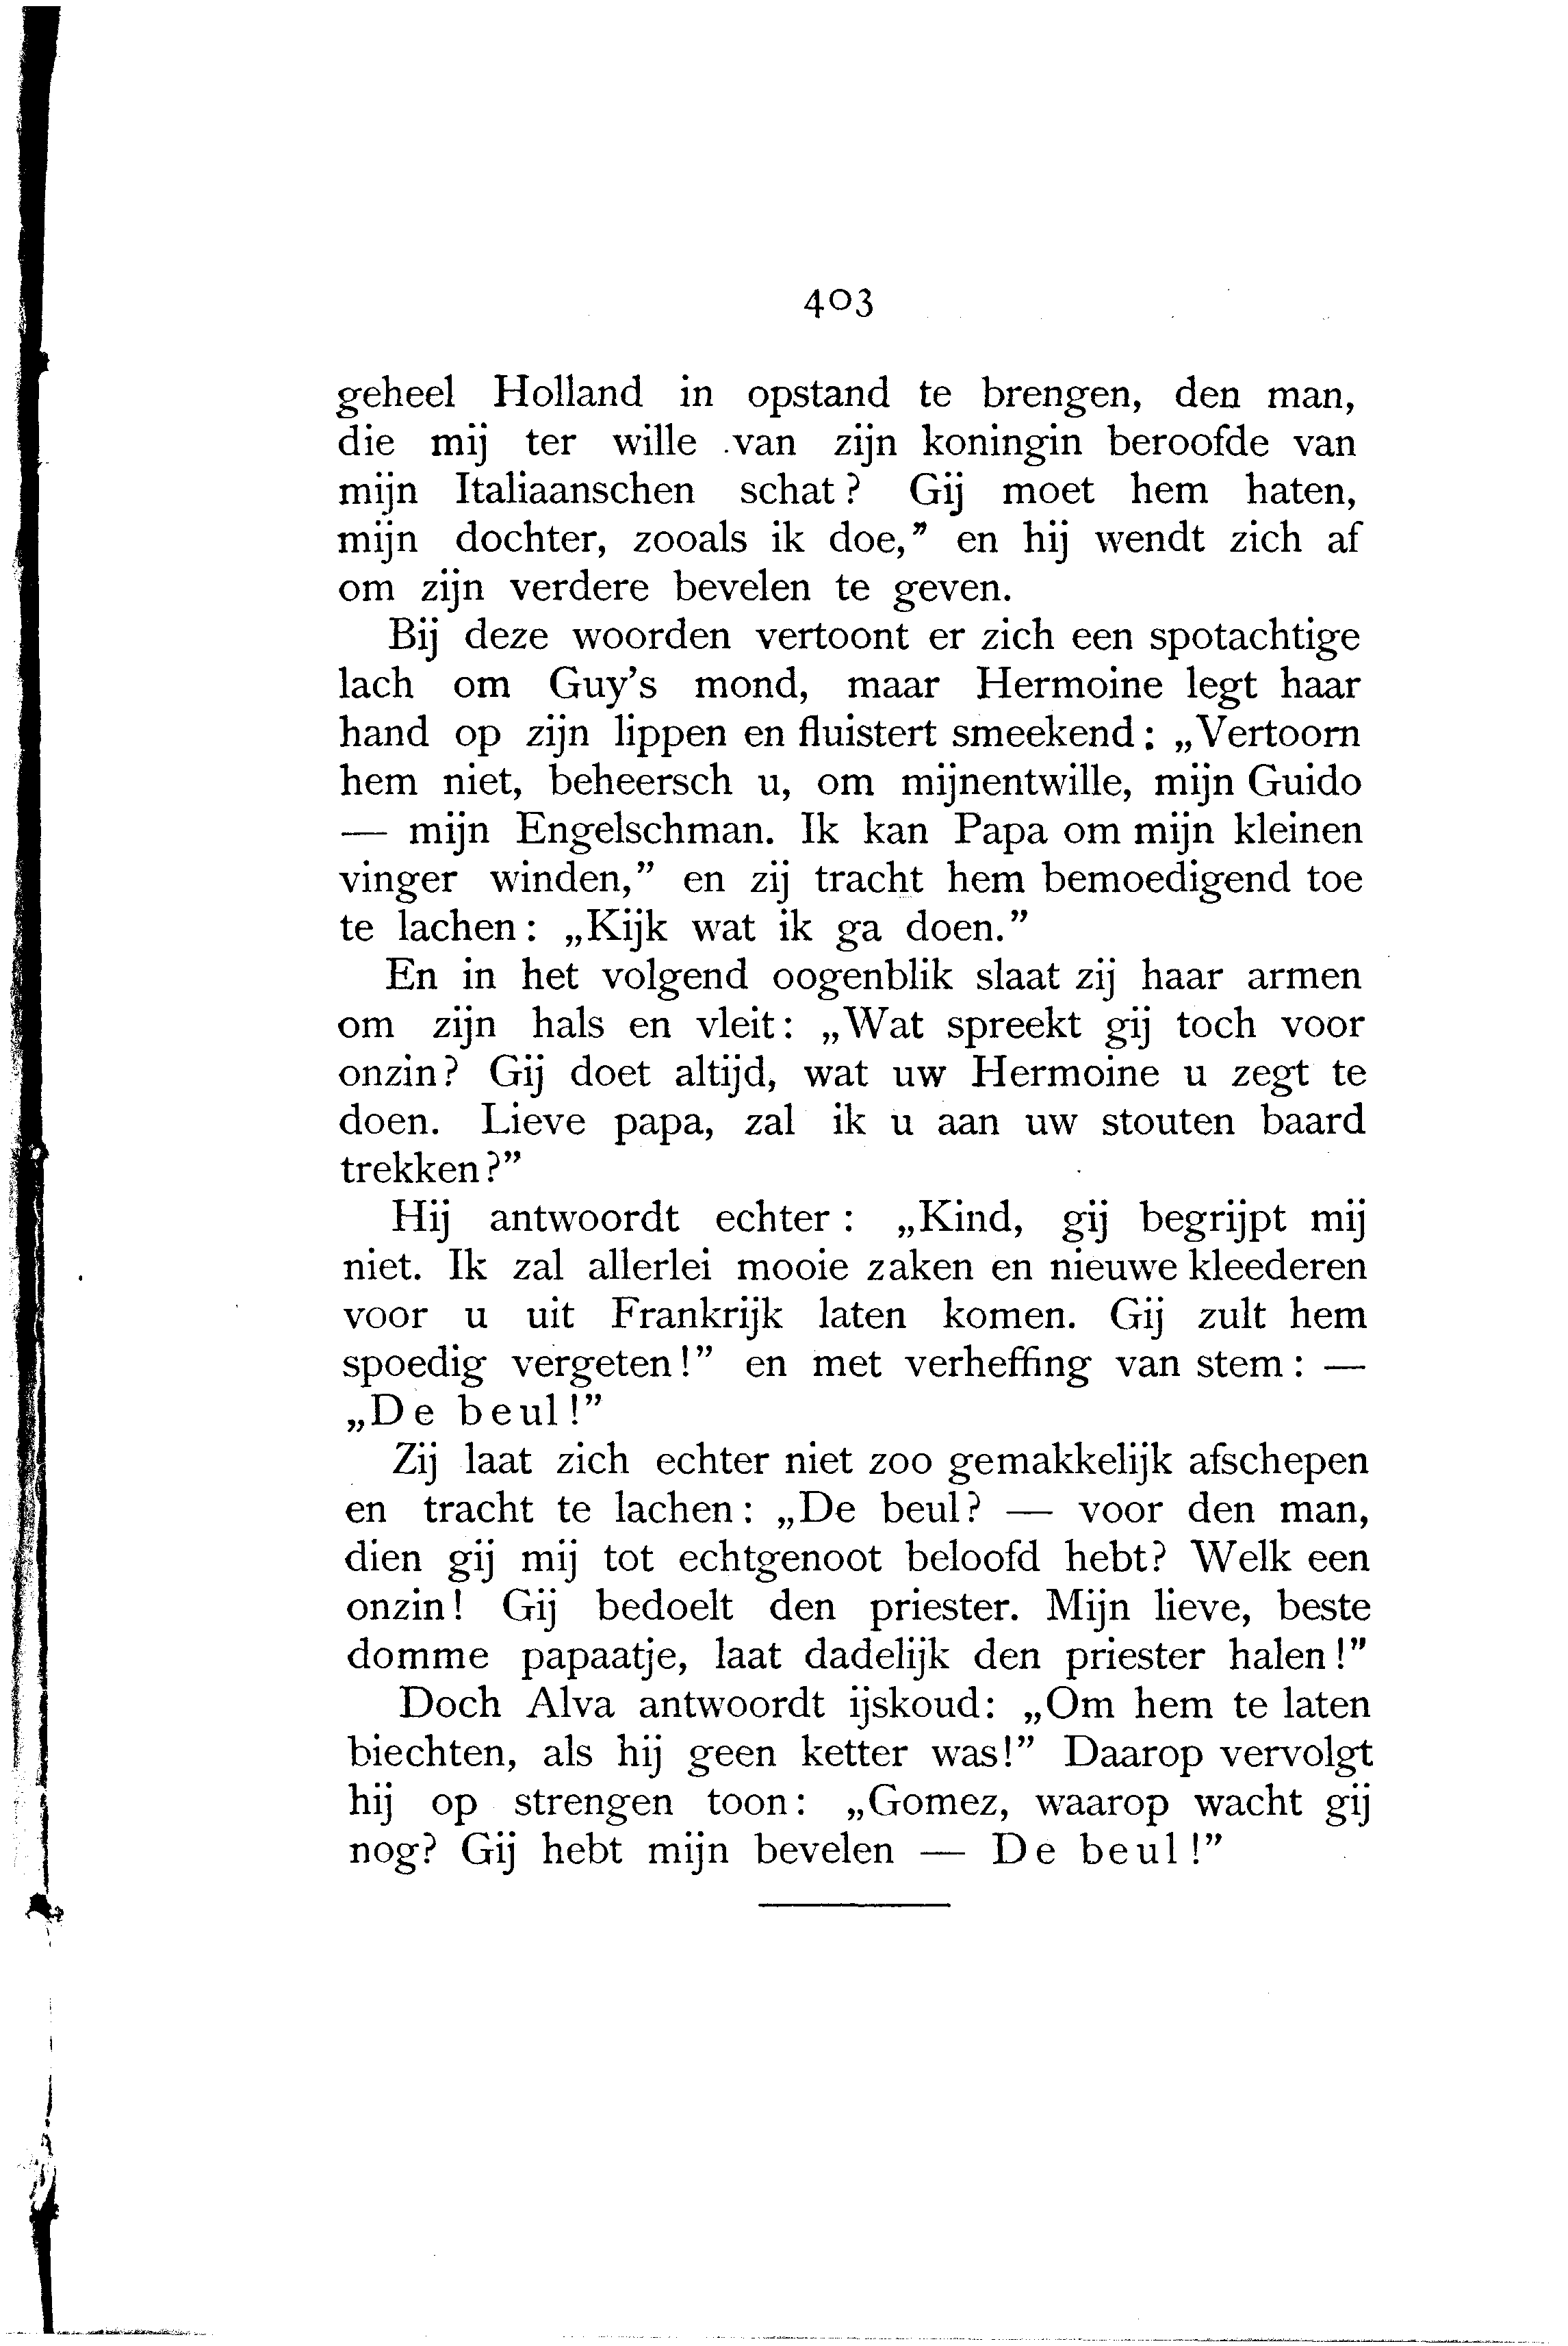 403
geheel Holland in opstand te brengen, den man,
die mij ter wille van zijn koningin beroofde van
mijn Italiaanschen schat? Gij moet hem haten,
mijn dochter, zooals ik doe,” en hij wendt zich af
om zijn verdere bevelen te geven.
Bij deze woorden vertoont er zich een spotachtige
lach om Guy's mond, maar Hermoine legt haar
hand op zijn lippen en fluistert smeekend: „Vertoorn
hem niet, beheersch u, om mijnentwille, mijn Guido
— mijn Engelschman. Ik kan Papa om mijn kleinen
vinger winden,” en zij tracht hem bemoedigend toe
te lachen: „Kijk wat ik ga doen.”
En in het volgend oogenblik slaat zij haar armen
om zijn hals en vleit: „Wat spreekt gij toch voor
onzin? Gij doet altijd, wat uw Hermoine u zegt te
doen. Lieve papa, zal ik u aan uw stouten baard
trekken?”
Hij antwoordt echter: „Kind, gij begrijpt mij
niet. Ik zal allerlei mooie zaken en nieuwe kleederen
voor u uit Frankrijk laten komen. Gij zult hem
spoedig vergeten!” en met verheffing van stem: —
„De beul!”
Zij laat zich echter niet zoo gemakkelijk afschepen
en tracht te lachen: „De beul? — voor den man,
dien gij mij tot echtgenoot beloofd hebt? Welk een
onzin! Gij bedoelt den priester. Mijn lieve, beste
domme papaatje, laat dadelijk den priester halen!”
Doch Alva antwoordt ijskoud: „Om hem te laten
biechten, als hij geen ketter was!” Daarop vervolgt
hij op strengen toon: „Gomez, waarop wacht gij
nog? Gij hebt mijn bevelen — De beul!”